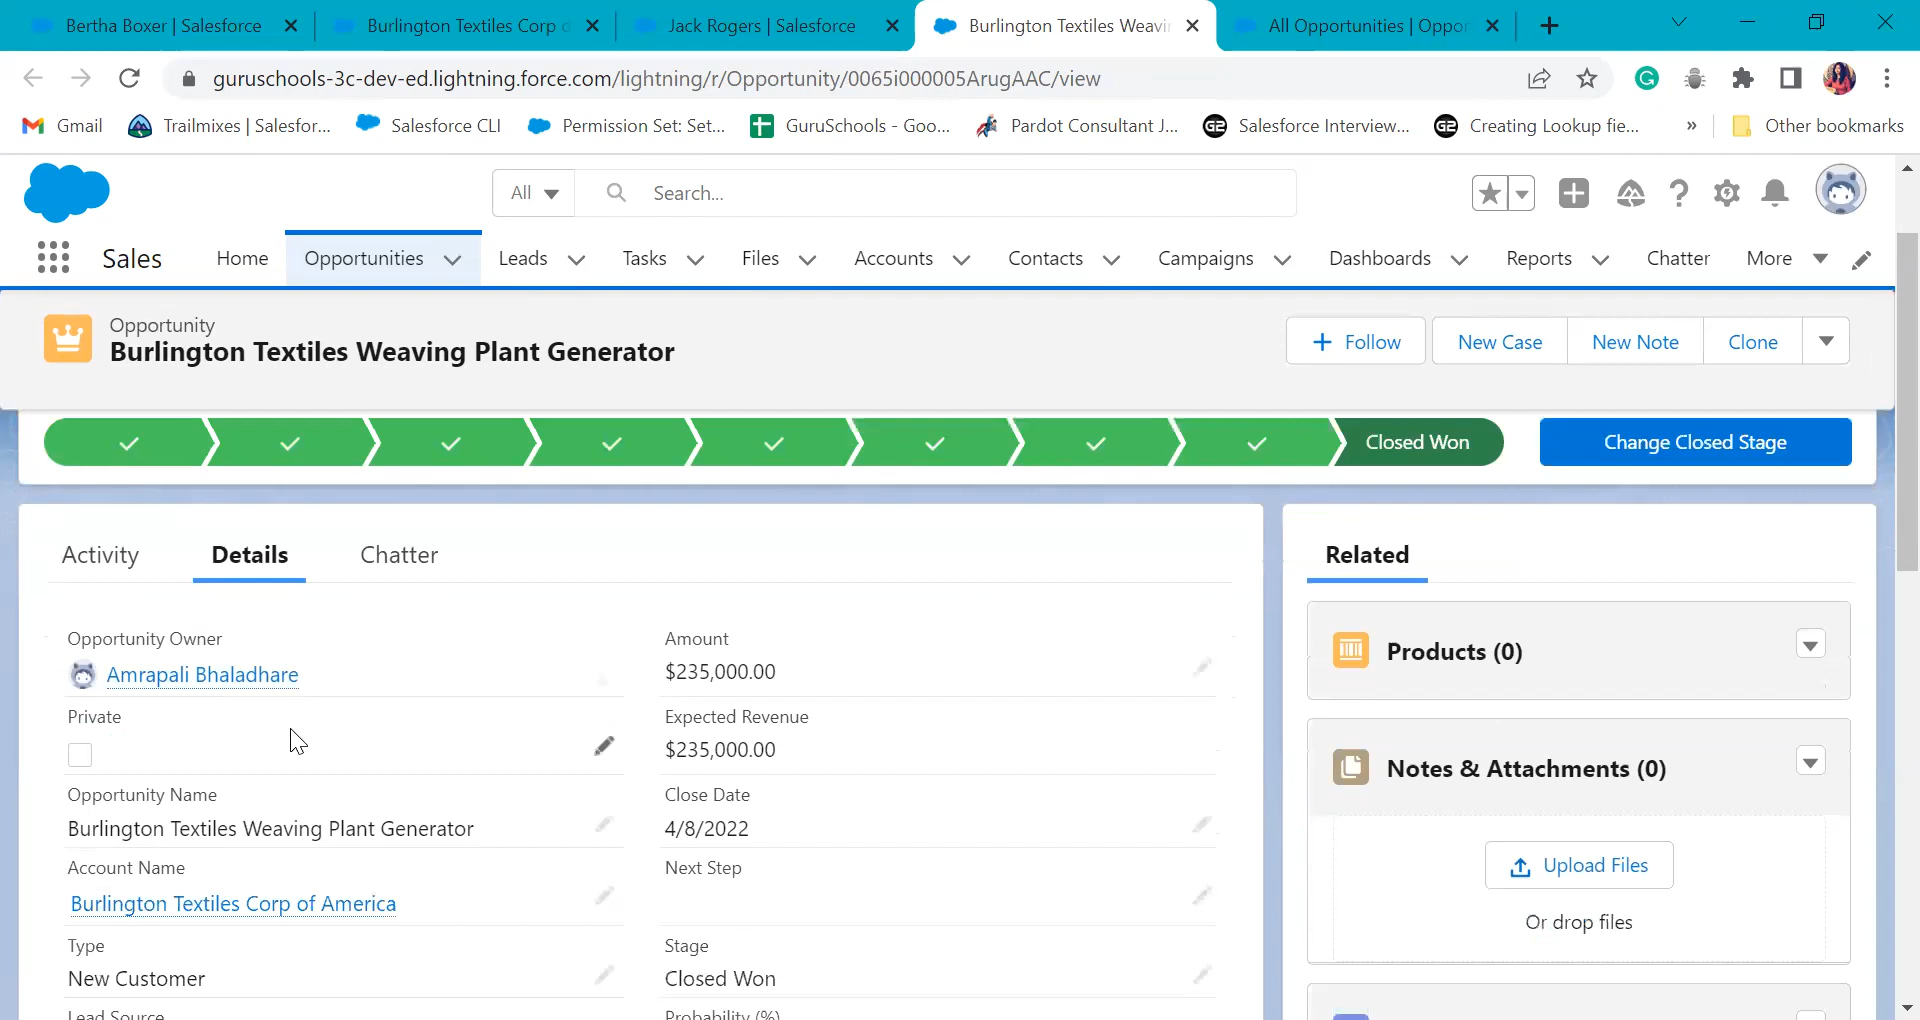 Bertha Boxer | Salesforce
Burlington Textiles Corp o
Jack Rogers | Salesforce
Burlington Textiles Weavi
All Opportunities | Oppor
guruschools-3c-dev-ed.lightning.force.com/lightning/r/Opportunity/0065i000005ArugAAC/view
Gmail
Trailmixes | Salesfor...
Salesforce CLI
Permission Set: Set...
GuruSchools - Goo...
Pardot Consultant J...
Salesforce Interview...
Creating Lookup fie...
»
Other bookmarks
All
Search...
Sales
Home
Opportunities
Leads
Tasks
Files
Accounts
Contacts
Campaigns
Dashboards
Reports
Chatter
More
Opportunity
Burlington Textiles Weaving Plant Generator
+ Follow
New Case
New Note
Clone
Closed Won
Change Closed Stage
Activity
Details
Chatter
Related
Opportunity Owner
Amrapali Bhaladhare
Amount
$235,000.00
Private
Expected Revenue
$235,000.00
Opportunity Name
Burlington Textiles Weaving Plant Generator
Close Date
4/8/2022
Account Name
Burlington Textiles Corp of America
Next Step
Type
New Customer
Stage
Closed Won
Lead Source
Probability (%)
Products (0)
Notes & Attachments (0)
Upload Files
Or drop files